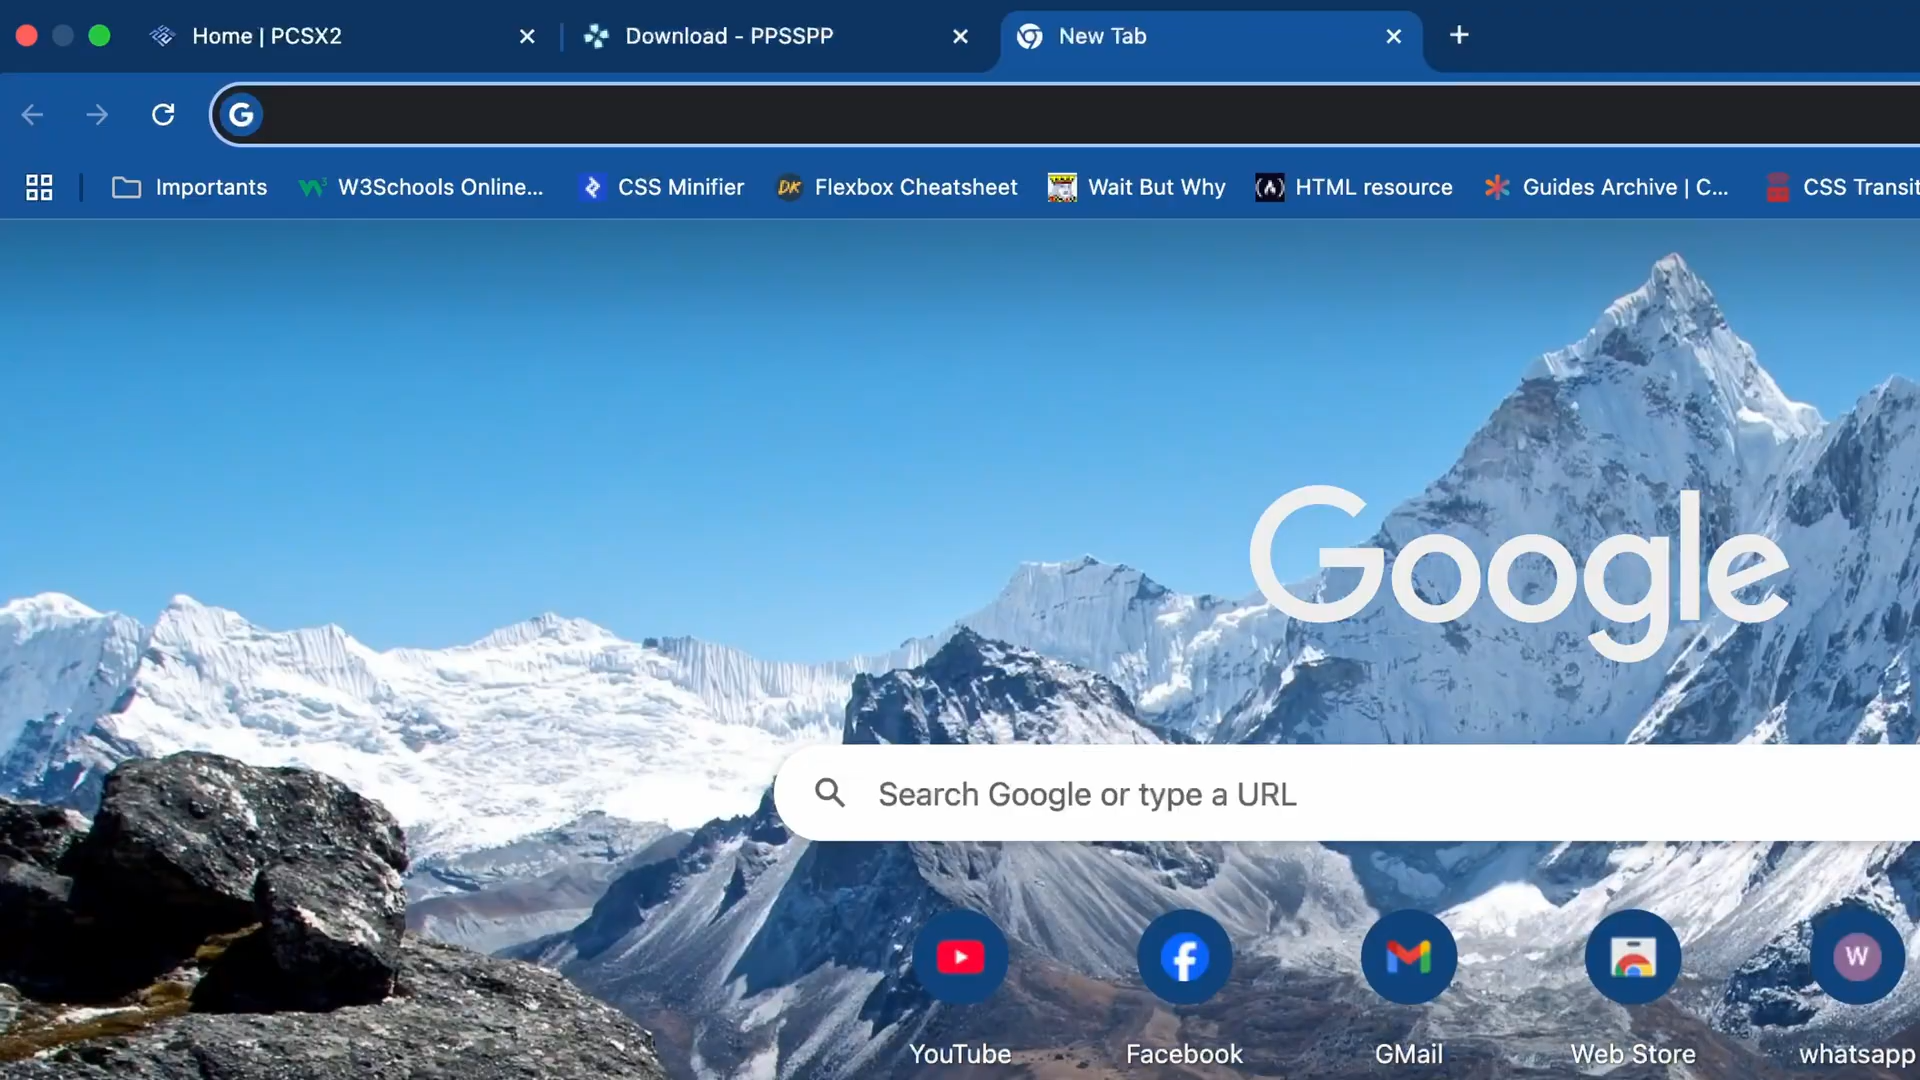 Home | PCSX2
Download - PPSSPP
New Tab
G
Importants
W3Schools Online...
CSS Minifier
DK
Flexbox Cheatsheet
Wait But Why
HTML resource
Guides Archive | C...
CSS Transit
Google
Search Google or type a URL
W
YouTube
Facebook
GMail
Web Store
whatsapp